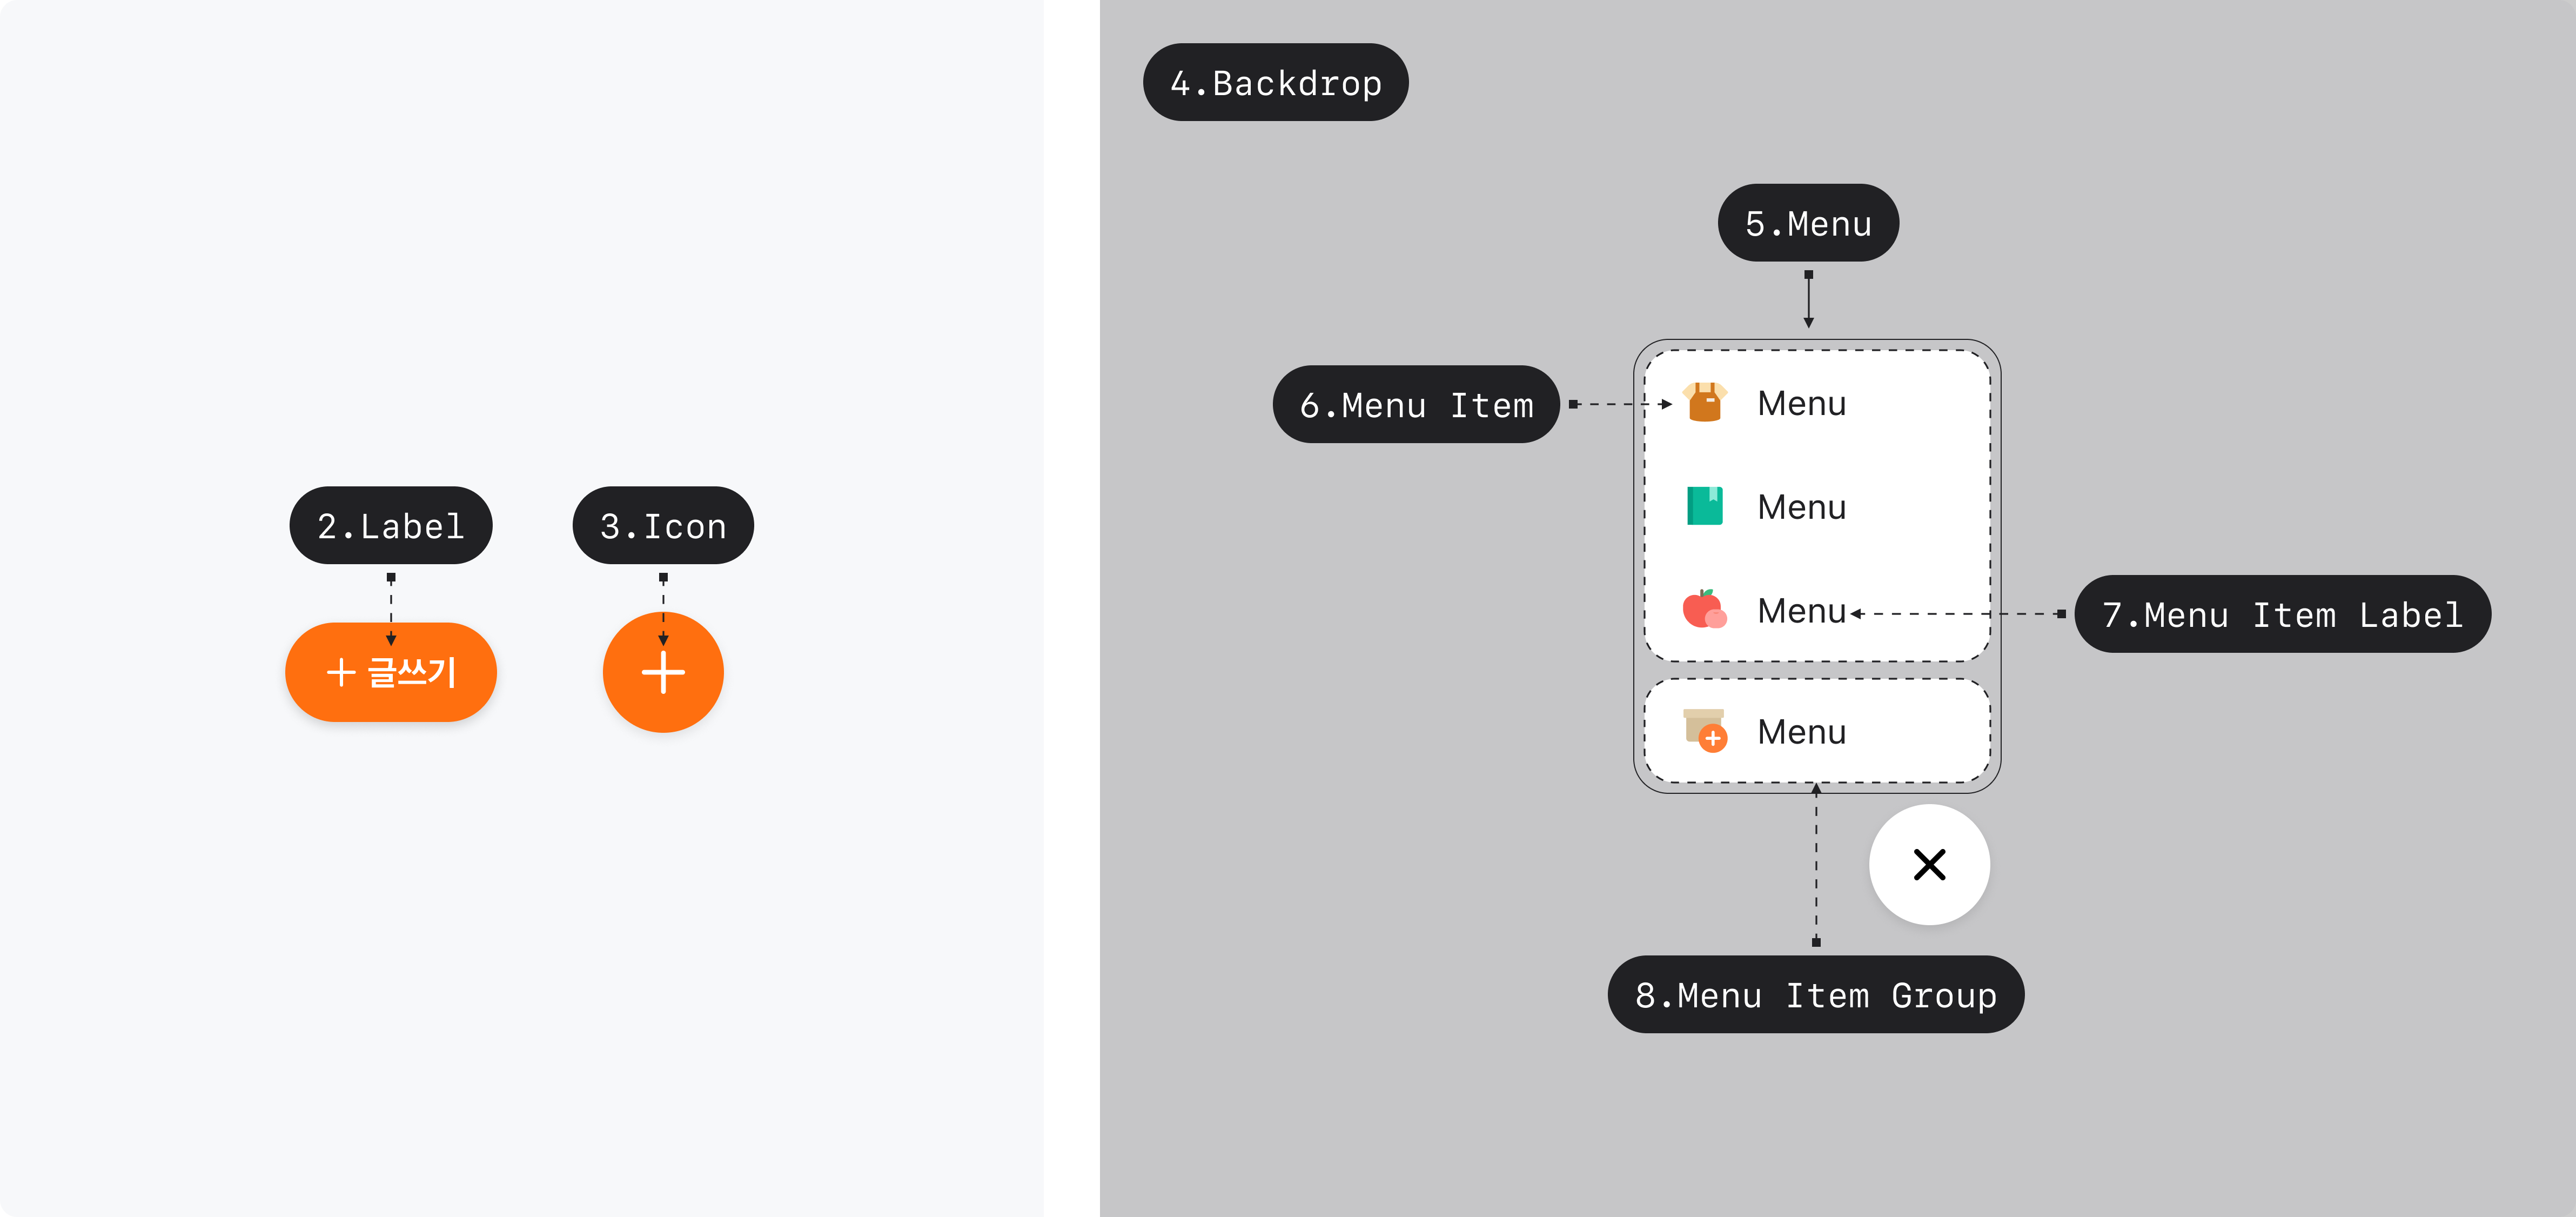 2.Label
3.Icon
글쓰기
4.Backdrop
5.Menu
6.Menu Item
Menu
Menu
Menu
7.Menu Item Label
Menu
8.Menu Item Group